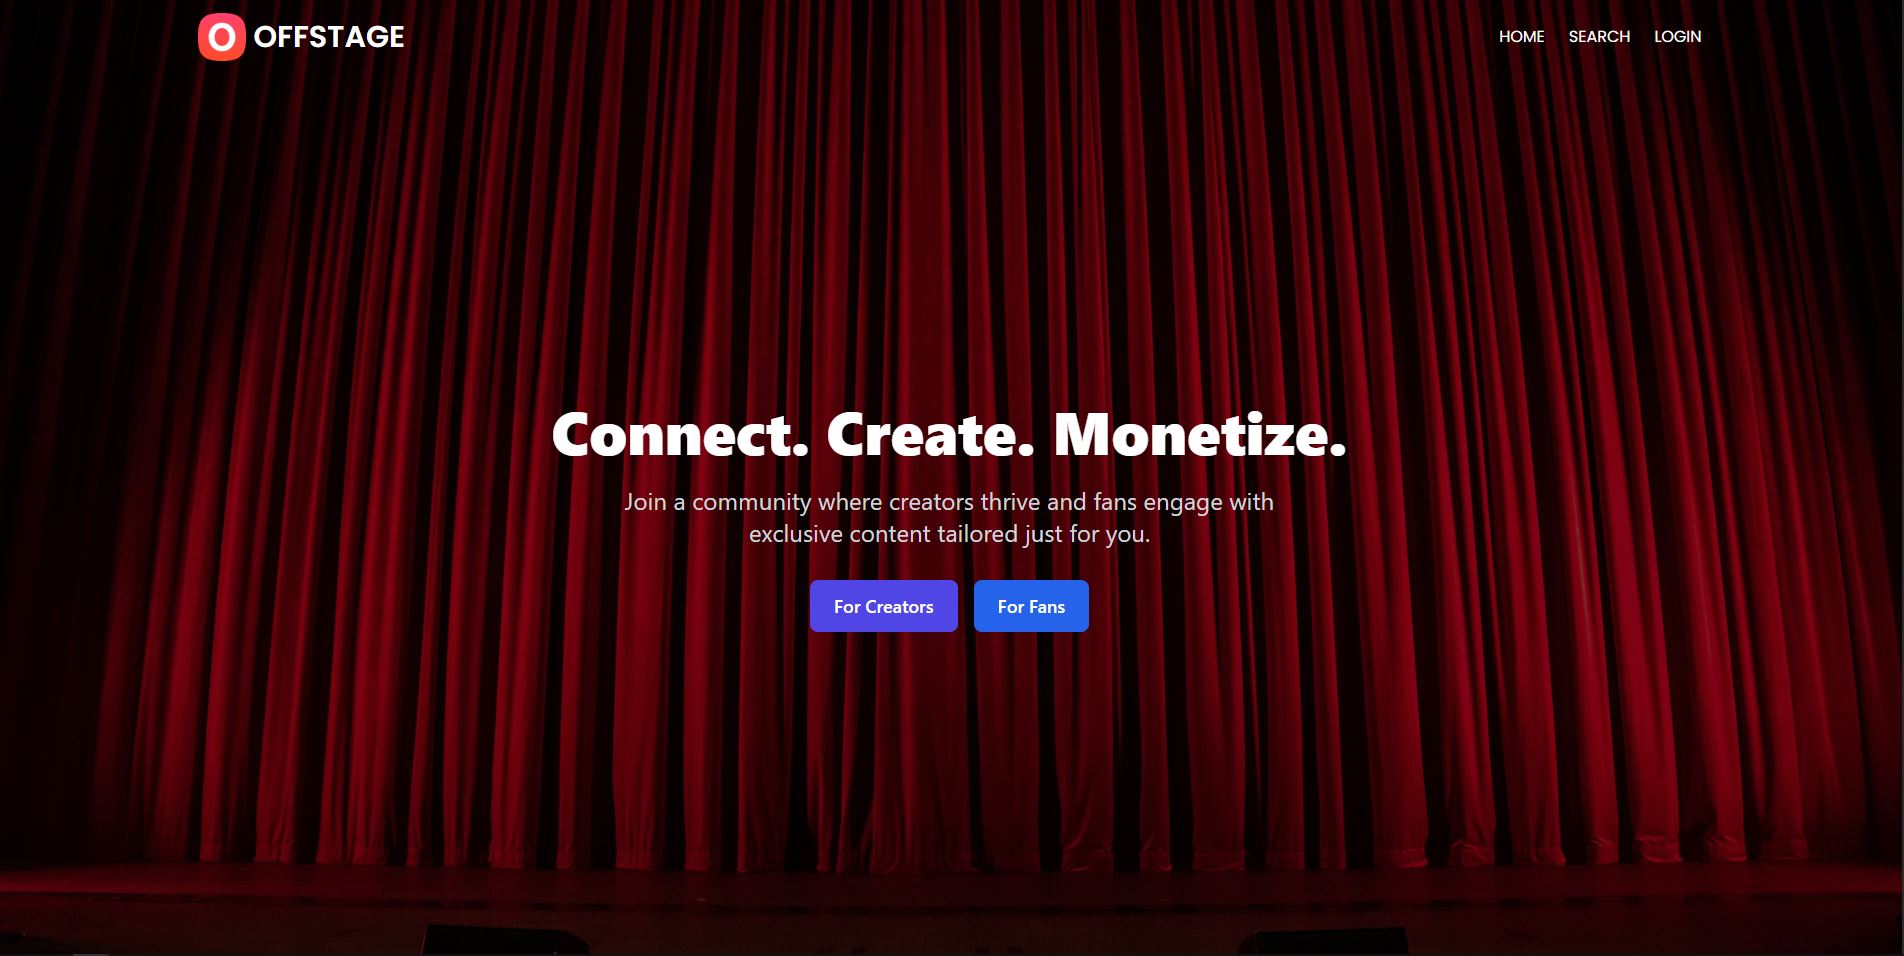 O OFFSTAGE
HOME SEARCH LOGIN
Connect. Create. Monetize.
Join a community where creators thrive and fans engage with
exclusive content tailored just for you.
For Creators For Fans